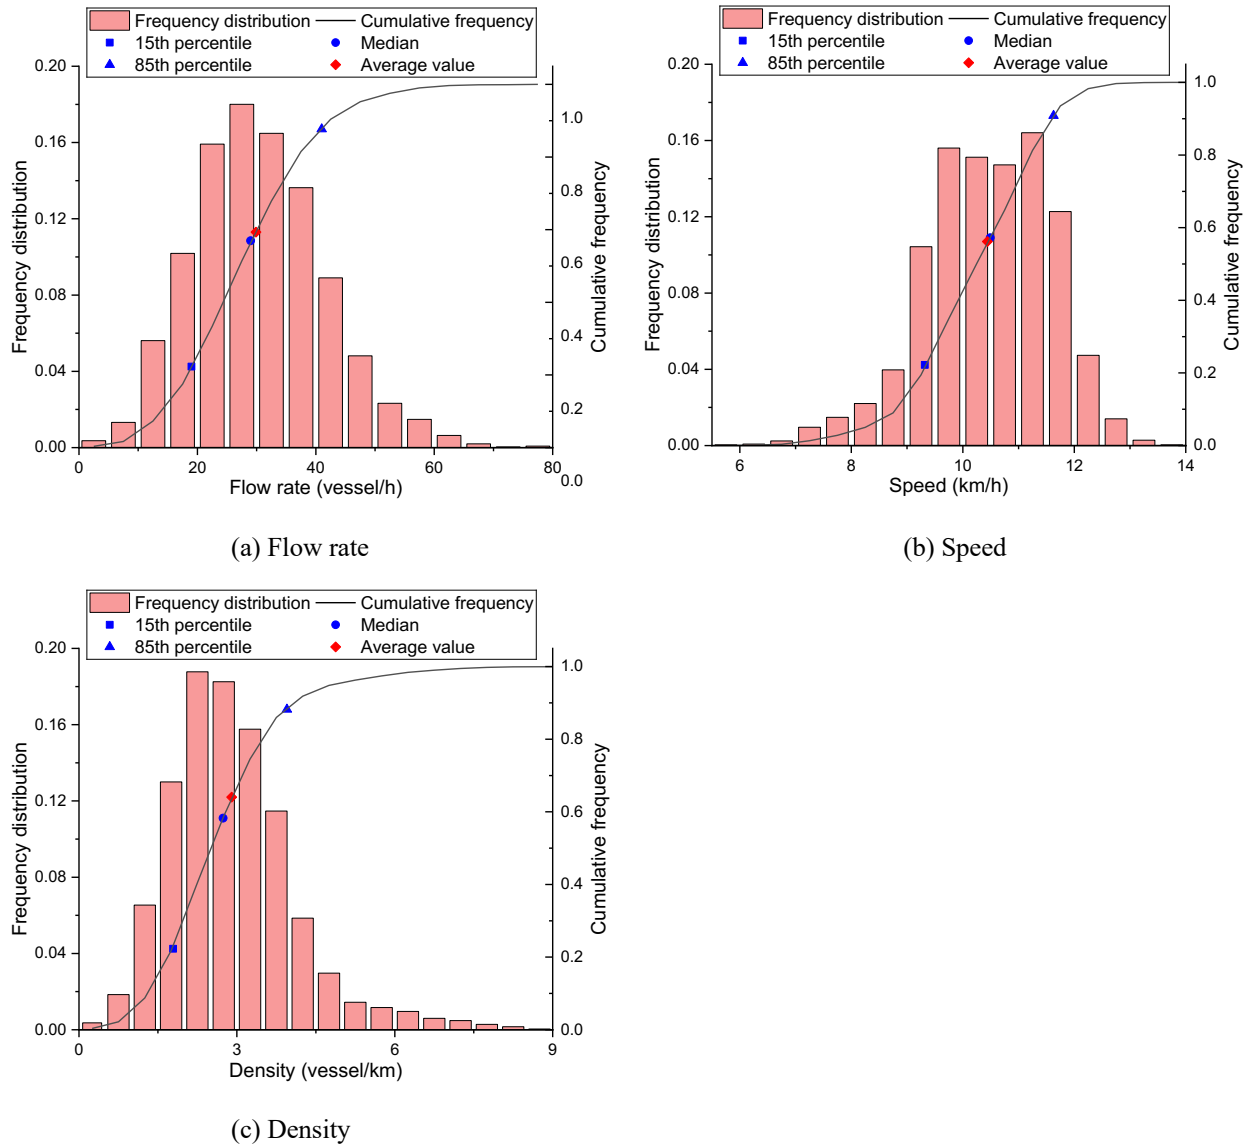 Frequency distribution Cumulative frequency
15th percentile Median
85th percentile Average value
0.20
0.16
0.12
0.08
0.04
0.00
Frequency distribution
1.0
0.8
0.6
0.4
0.2
0.0
Cumulative frequency
0 20 40 60 80
Flow rate (vessel/h)
(a) Flow rate
Frequency distribution Cumulative frequency
15th percentile Median
85th percentile Average value
0.20
0.16
0.12
0.08
0.04
0.00
Frequency distribution
1.0
0.8
0.6
0.4
0.2
0.0
Cumulative frequency
6 8 10 12 14
Speed (km/h)
(b) Speed
Frequency distribution Cumulative frequency
15th percentile Median
85th percentile Average value
0.20
0.16
0.12
0.08
0.04
0.00
Frequency distribution
1.0
0.8
0.6
0.4
0.2
0.0
Cumulative frequency
0 3 6 9
Density (vessel/km)
(c) Density